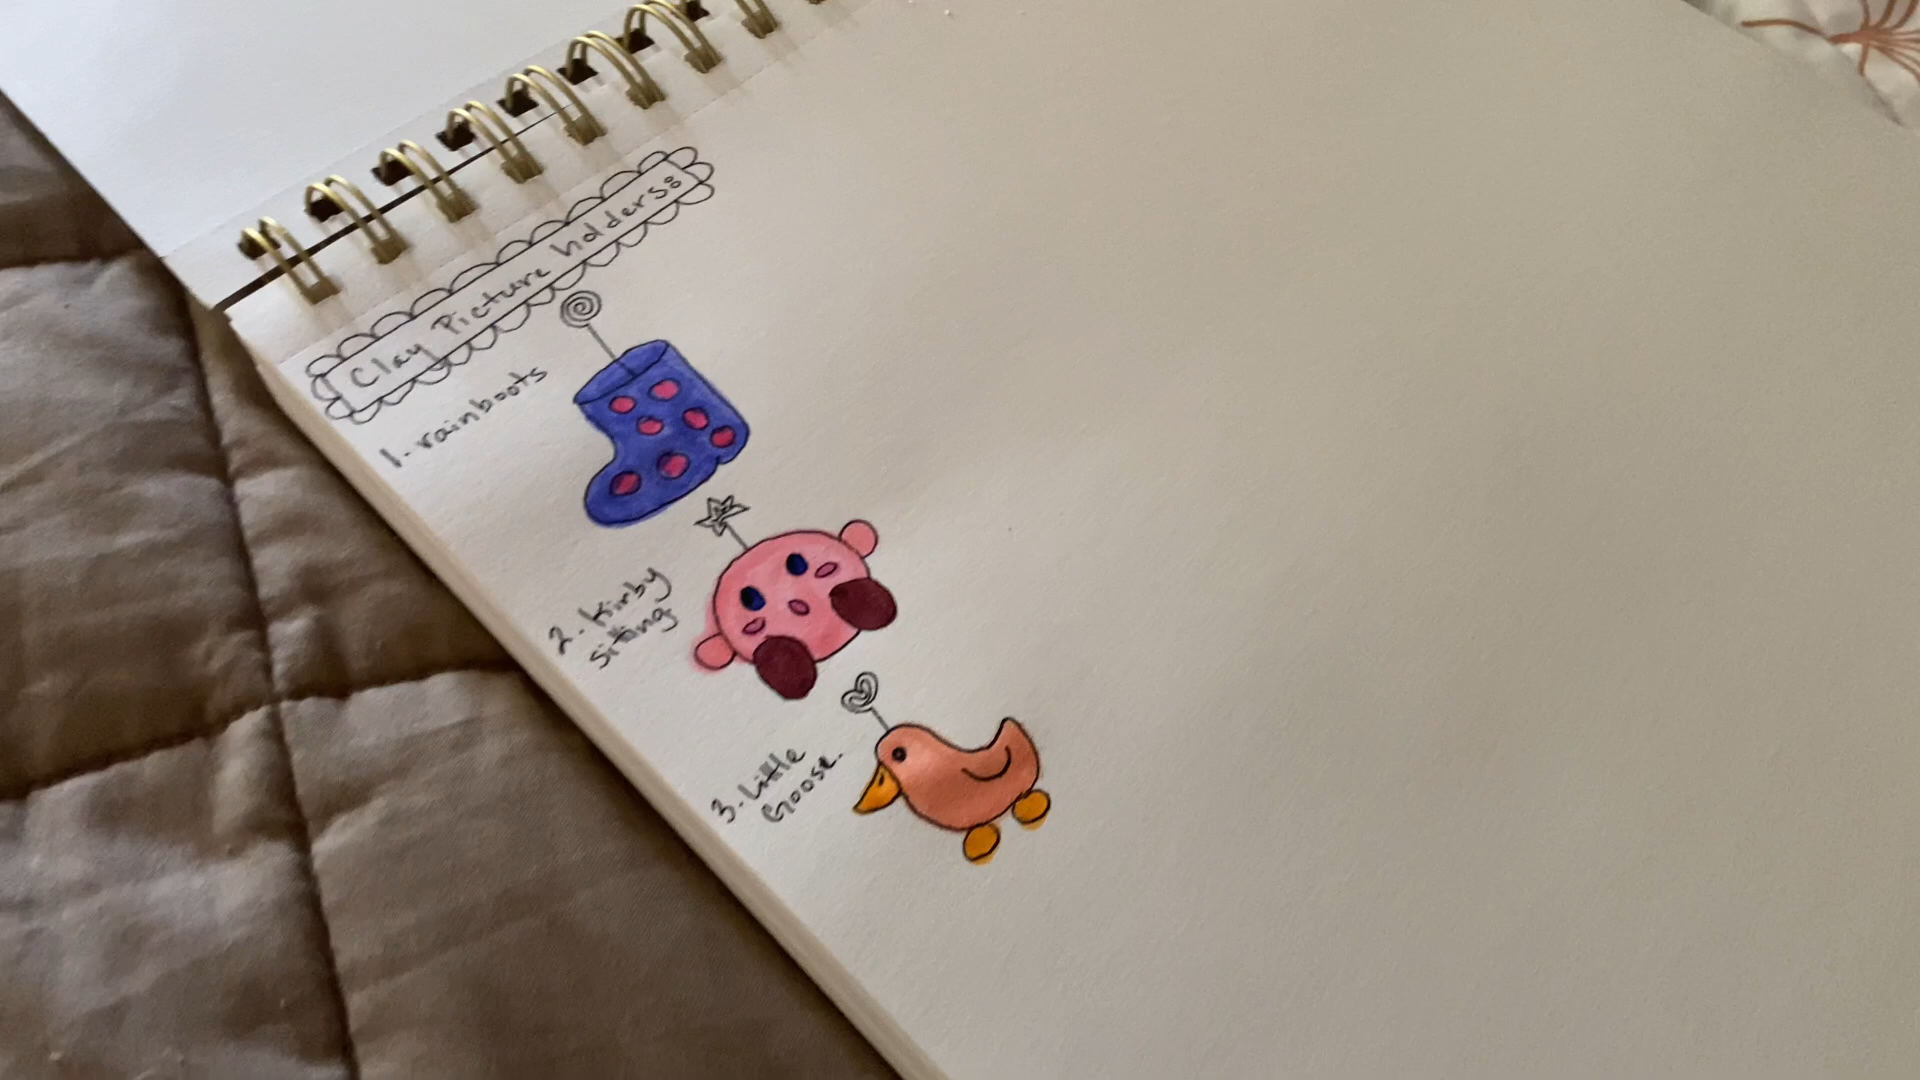 Clay Picture holders:
1. rainboots
2. Kirby
sitting
3. Little
Goose.